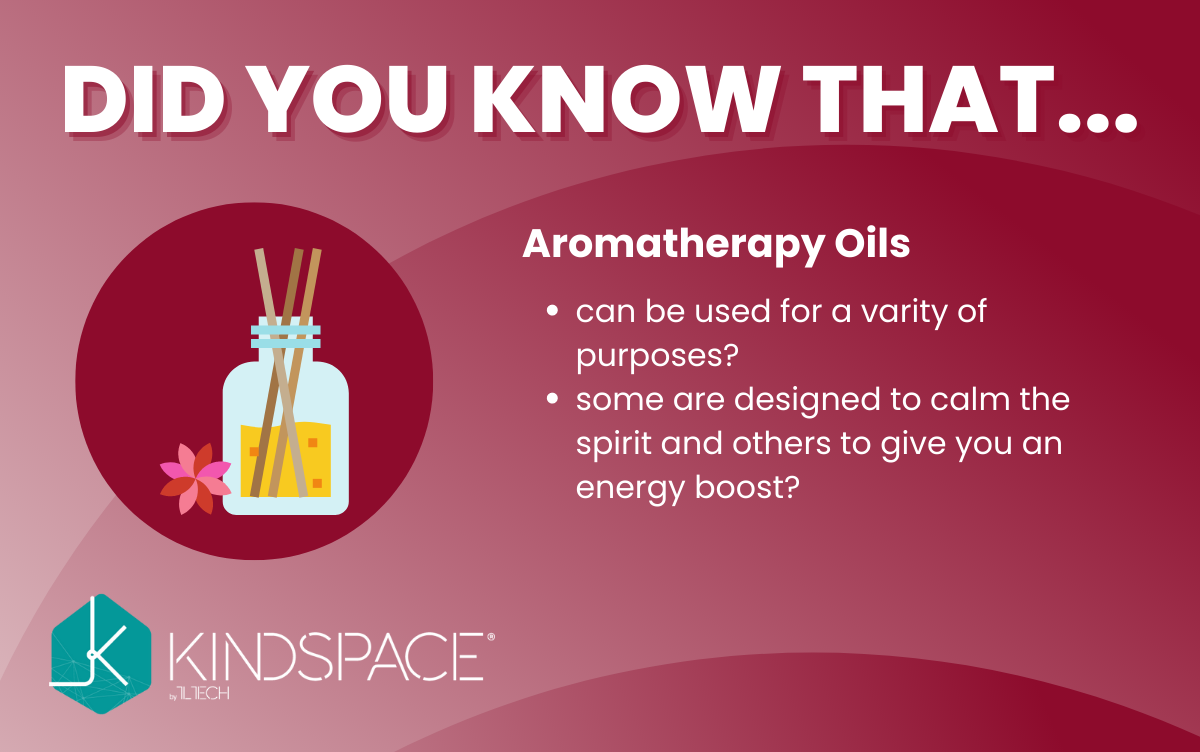 DID YOU KNOW THAT...
Aromatherapy Oils
• can be used for a varity of
purposes?
• some are designed to calm the
spirit and others to give you an
energy boost?
KINDSPACE®
by 1LTECH